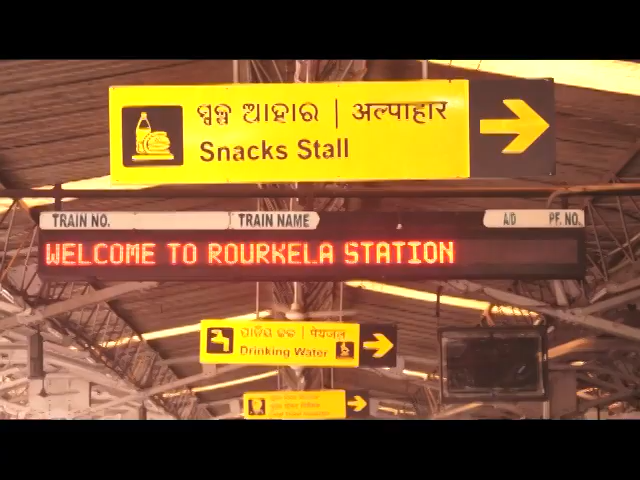 ସ୍ୱଳ୍ପ ଆହାର | अल्पाहार
Snacks Stall
TRAIN NO. TRAIN NAME A/D PF. NO.
WELCOME TO ROURKELA STATION
ପାନୀୟ ଜଳ | पेयजल
Drinking Water